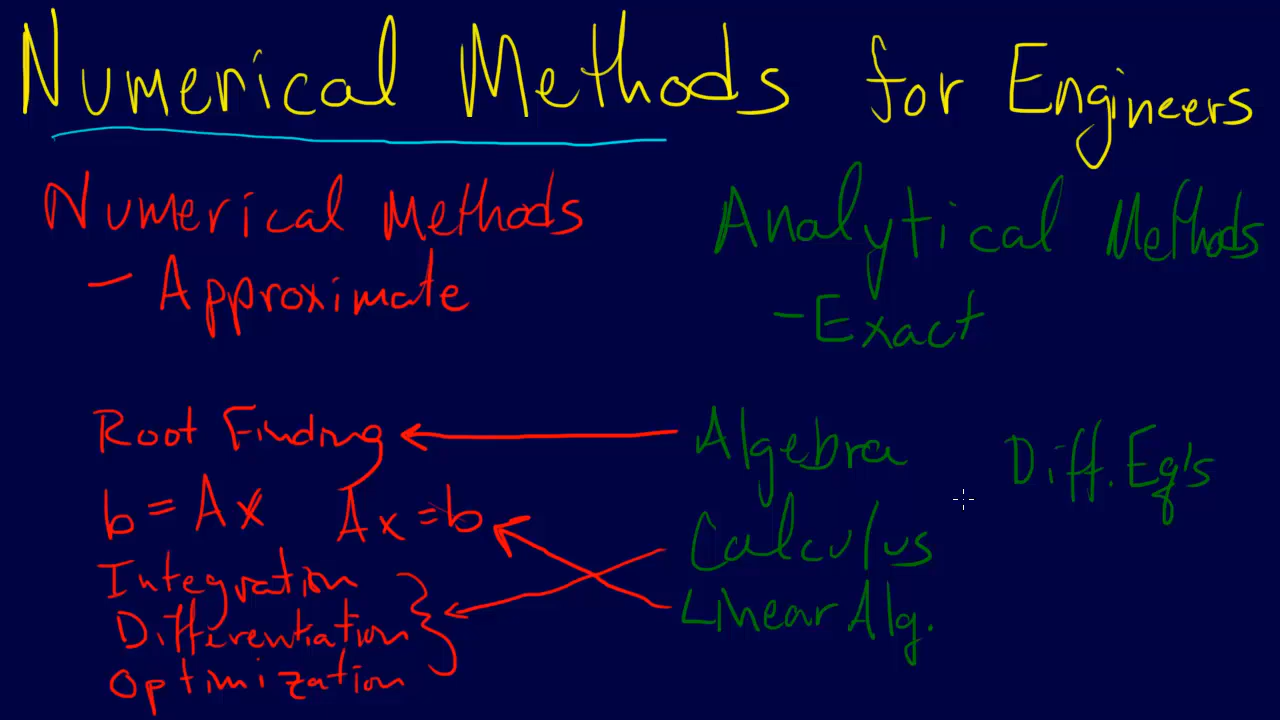 Numerical Methods for Engineers
Numerical Methods
- Approximate
Analytical Methods
- Exact
Root Finding
b = Ax Ax = b
Integration
Differentiation
Optimization
Algebra
Calculus
Linear Alg.
Diff. Eq's